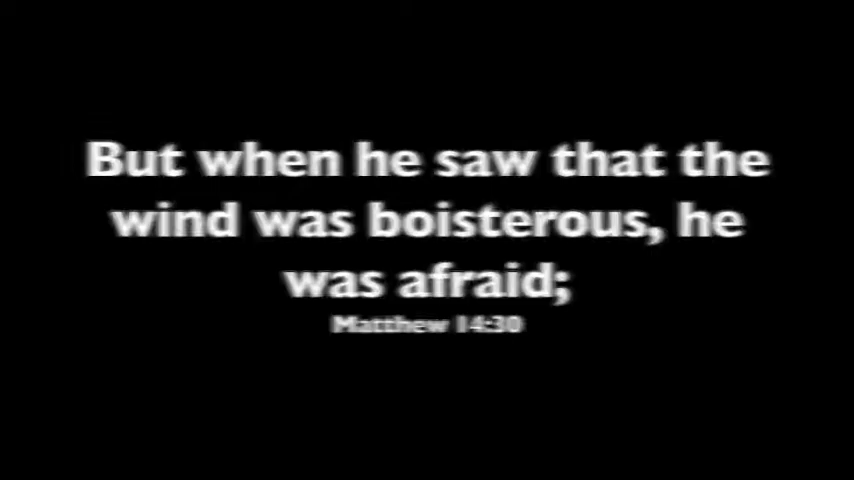 But when he saw that the
wind was boisterous, he
was afraid;
Matthew 14:30